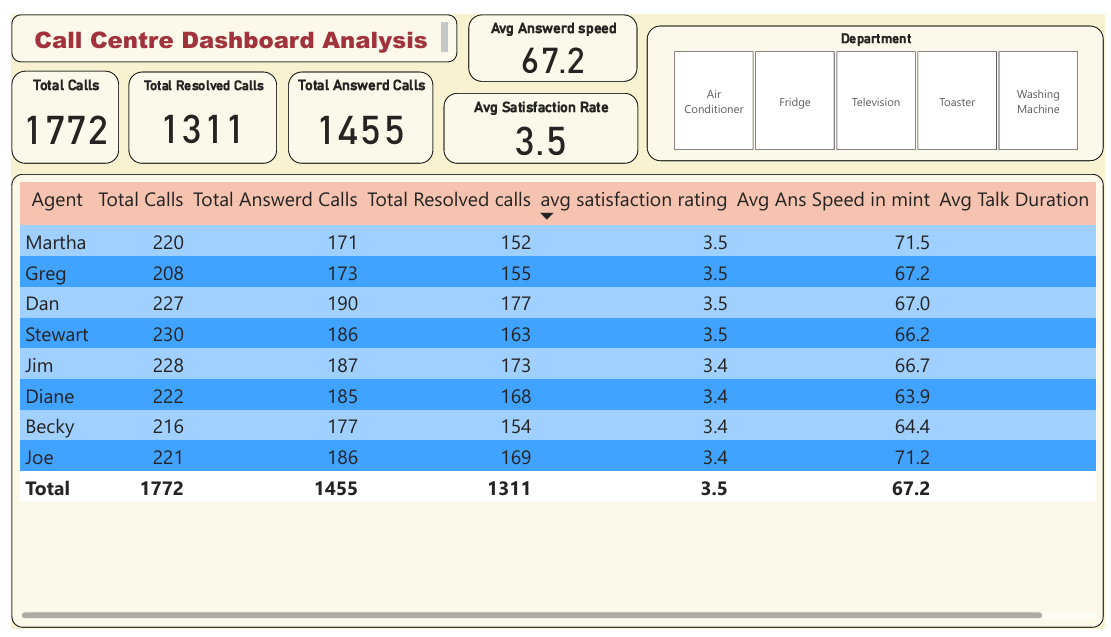 Call Centre Dashboard Analysis
Avg Answerd speed
67.2
Total Calls
1772
Total Resolved Calls
1311
Total Answerd Calls
1455
Avg Satisfaction Rate
3.5
Department
Air
Conditioner
Fridge
Television
Toaster
Washing
Machine
Agent Total Calls Total Answerd Calls Total Resolved calls avg satisfaction rating Avg Ans Speed in mint Avg Talk Duration
Martha 220 171 152 3.5 71.5
Greg 208 173 155 3.5 67.2
Dan 227 190 177 3.5 67.0
Stewart 230 186 163 3.5 66.2
Jim 228 187 173 3.4 66.7
Diane 222 185 168 3.4 63.9
Becky 216 177 154 3.4 64.4
Joe 221 186 169 3.4 71.2
Total 1772 1455 1311 3.5 67.2